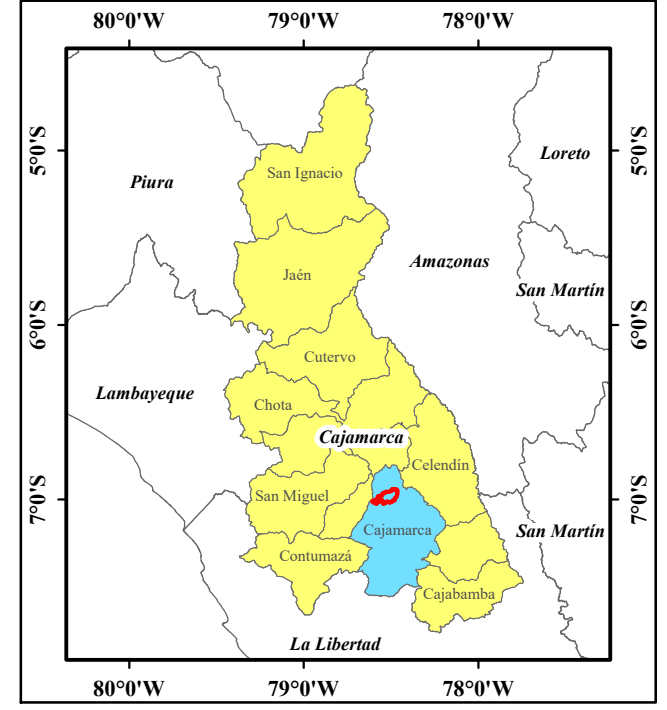 80°0'W 79°0'W 78°0'W
5°0'S
5°0'S
Loreto
San Ignacio
Piura
Amazonas
Jaén
San Martín
6°0'S
6°0'S
Cutervo
Lambayeque
Chota
Cajamarca
Celendín
San Miguel
7°0'S
7°0'S
Cajamarca
San Martín
Contumazá
Cajabamba
La Libertad
80°0'W 79°0'W 78°0'W